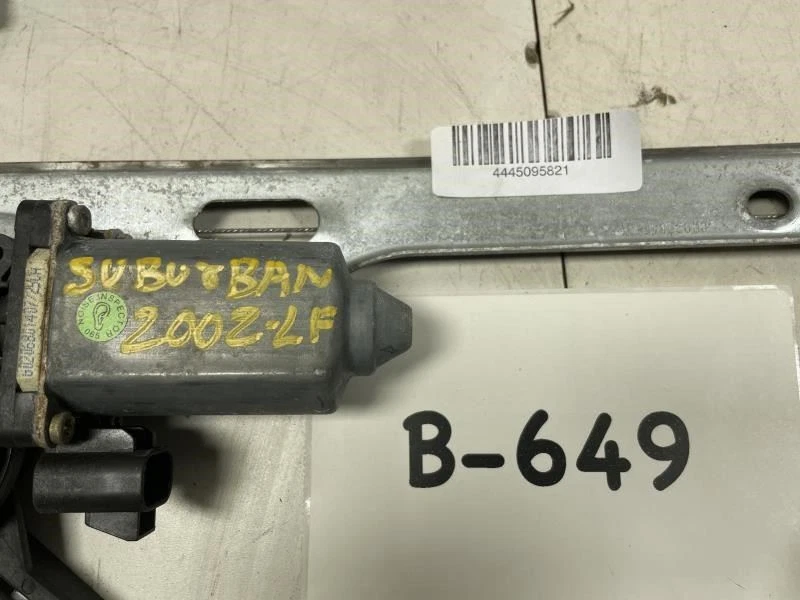 4445095821
SUBURBAN
2002-LF
NOISE INSPECTOR
B-649